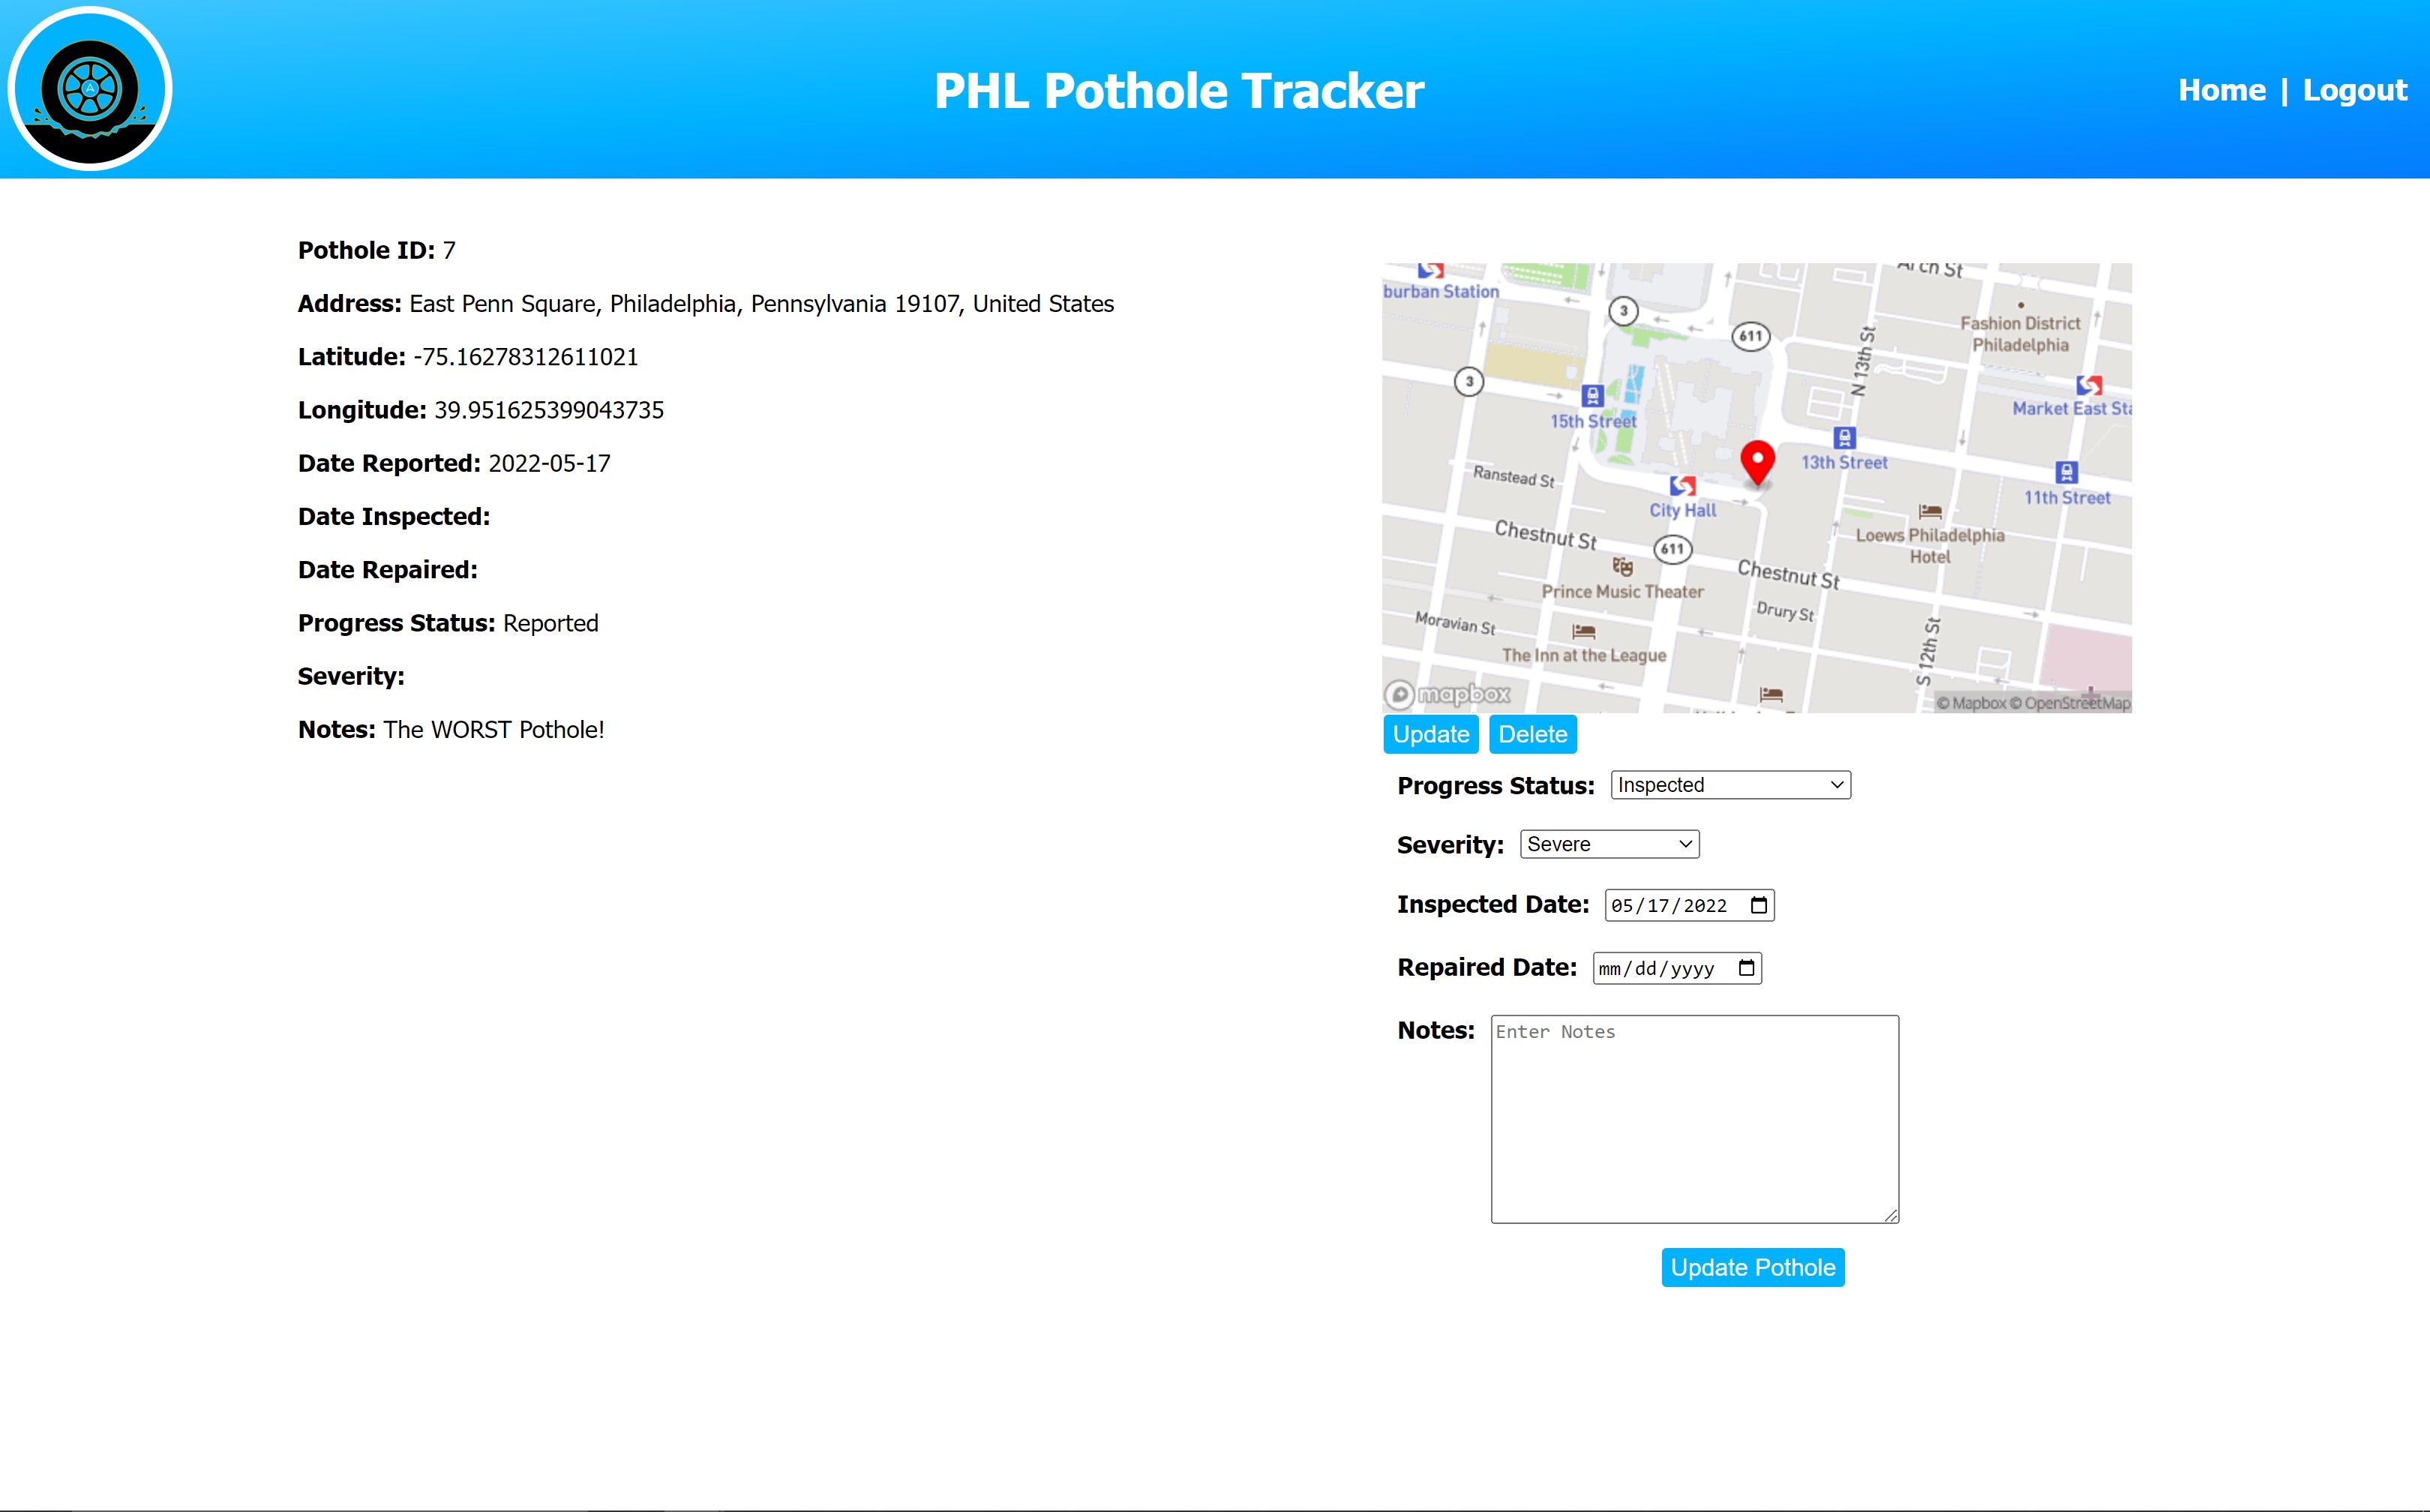 PHL Pothole Tracker
Home | Logout
Pothole ID: 7
Address: East Penn Square, Philadelphia, Pennsylvania 19107, United States
Latitude: -75.16278312611021
Longitude: 39.951625399043735
Date Reported: 2022-05-17
Date Inspected:
Date Repaired:
Progress Status: Reported
Severity:
Notes: The WORST Pothole!
Arch St
burban Station
3
611
N 13th St
Fashion District
Philadelphia
3
15th Street
Market East Sta
13th Street
Ranstead St
City Hall
11th Street
Chestnut St
611
Loews Philadelphia
Hotel
Chestnut St
Prince Music Theater
Drury St
Moravian St
The Inn at the League
S 12th St
mapbox
© Mapbox © OpenStreetMap
Update Delete
Progress Status: Inspected
Severity: Severe
Inspected Date: 05/17/2022
Repaired Date: mm/dd/yyyy
Notes: Enter Notes
Update Pothole